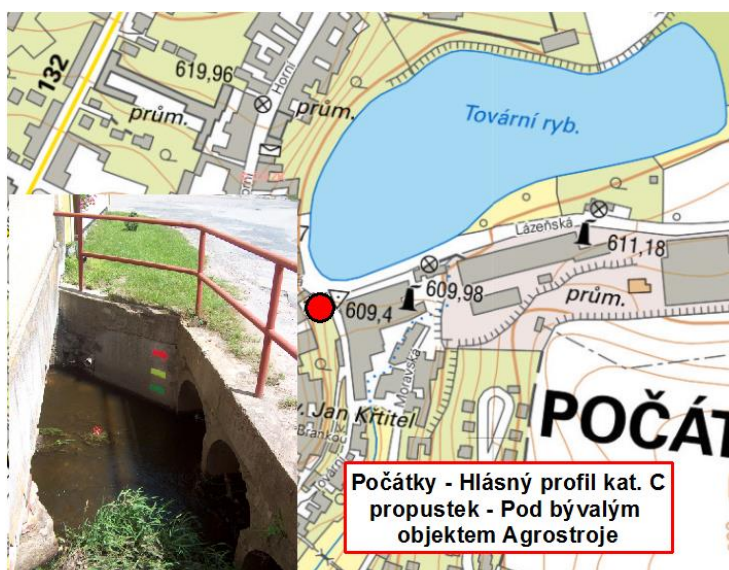 132
619,96
Horní
prům.
prům.
Tovární ryb.
Lázeňská
611,18
609,98
609,4
prům.
Moravská
v. Jan Křtitel
POČÁT
Počátky - Hlásný profil kat. C
propustek - Pod bývalým
objektem Agrostroje